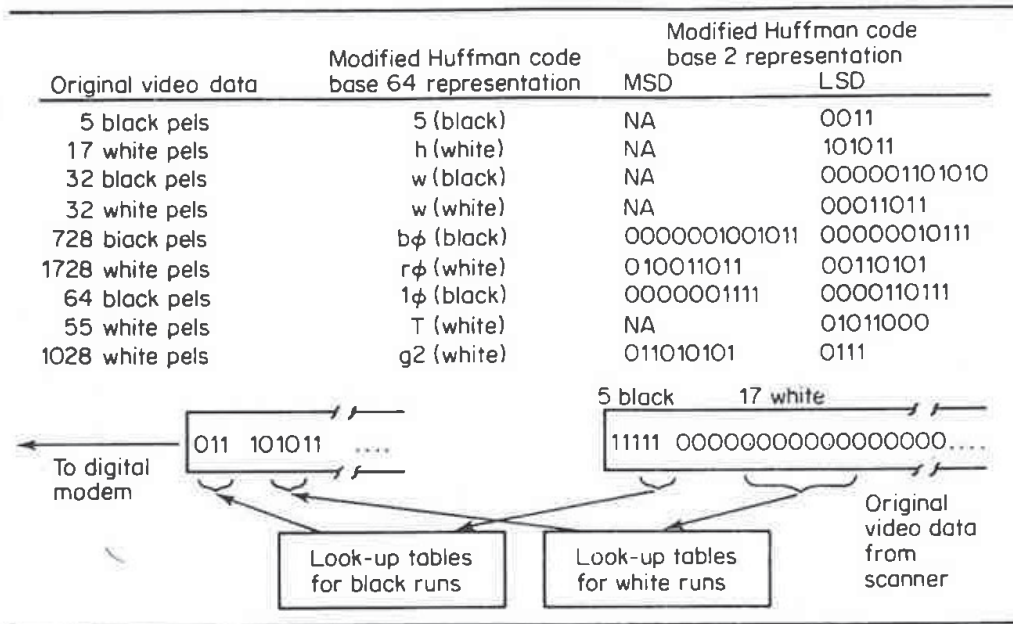 Modified Huffman code
Modified Huffman code base 2 representation
Original video data base 64 representation MSD LSD
5 black pels 5 (black) NA 0011
17 white pels h (white) NA 101011
32 black pels w (black) NA 000001101010
32 white pels w (white) NA 00011011
728 biack pels bϕ (black) 0000001001011 00000010111
1728 white pels rϕ (white) 010011011 00110101
64 black pels 1ϕ (black) 0000001111 0000110111
55 white pels T (white) NA 01011000
1028 white pels g2 (white) 011010101 0111
5 black 17 white
011 101011 .... 11111 00000000000000000....
To digital
modem
Original
video data
from
scanner
Look-up tables
for black runs
Look-up tables
for white runs